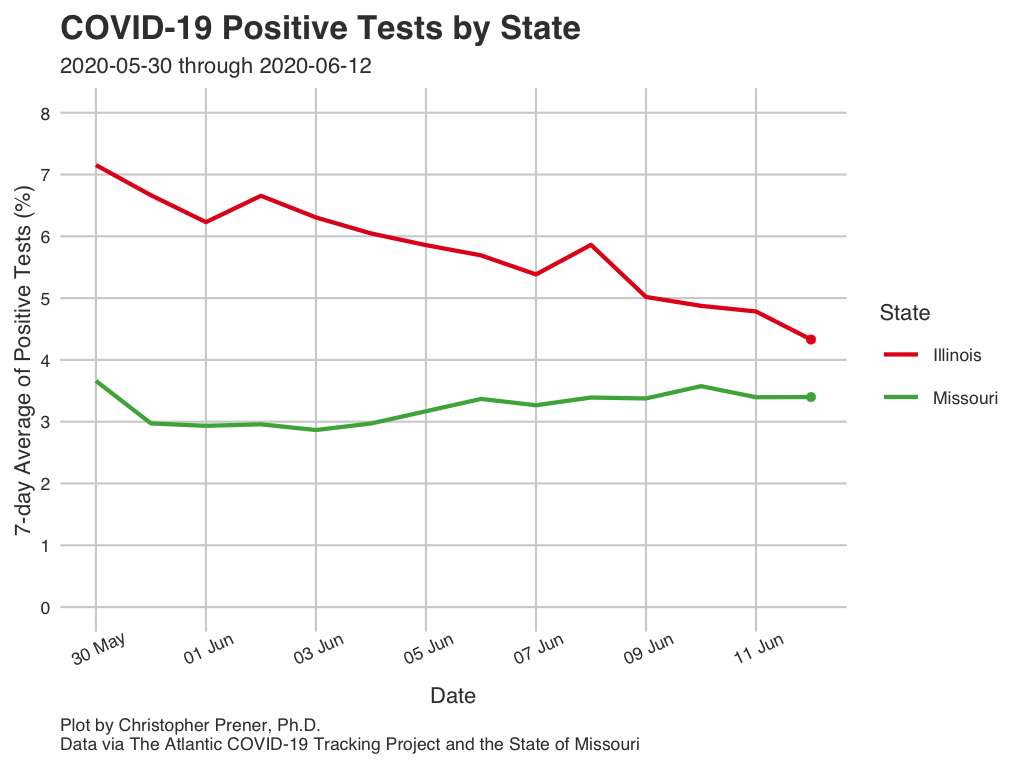 COVID-19 Positive Tests by State
2020-05-30 through 2020-06-12
7-day Average of Positive Tests (%)
8
7
6
5
4
3
2
1
0
30 May
01 Jun
03 Jun
05 Jun
07 Jun
09 Jun
11 Jun
Date
State
Illinois
Missouri
Plot by Christopher Prener, Ph.D.
Data via The Atlantic COVID-19 Tracking Project and the State of Missouri